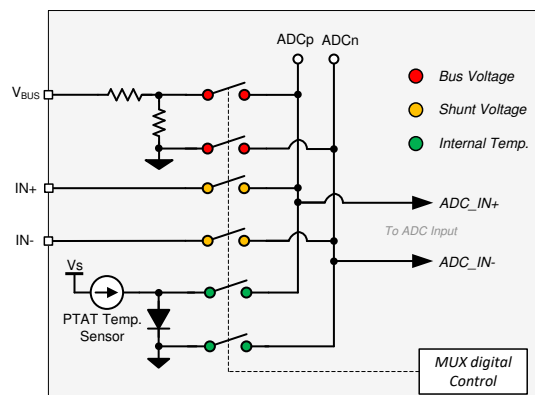 ADCp ADCn
VBUS
Bus Voltage
Shunt Voltage
Internal Temp.
IN+
ADC_IN+
To ADC Input
IN-
ADC_IN-
Vs
PTAT Temp.
Sensor
MUX digital
Control